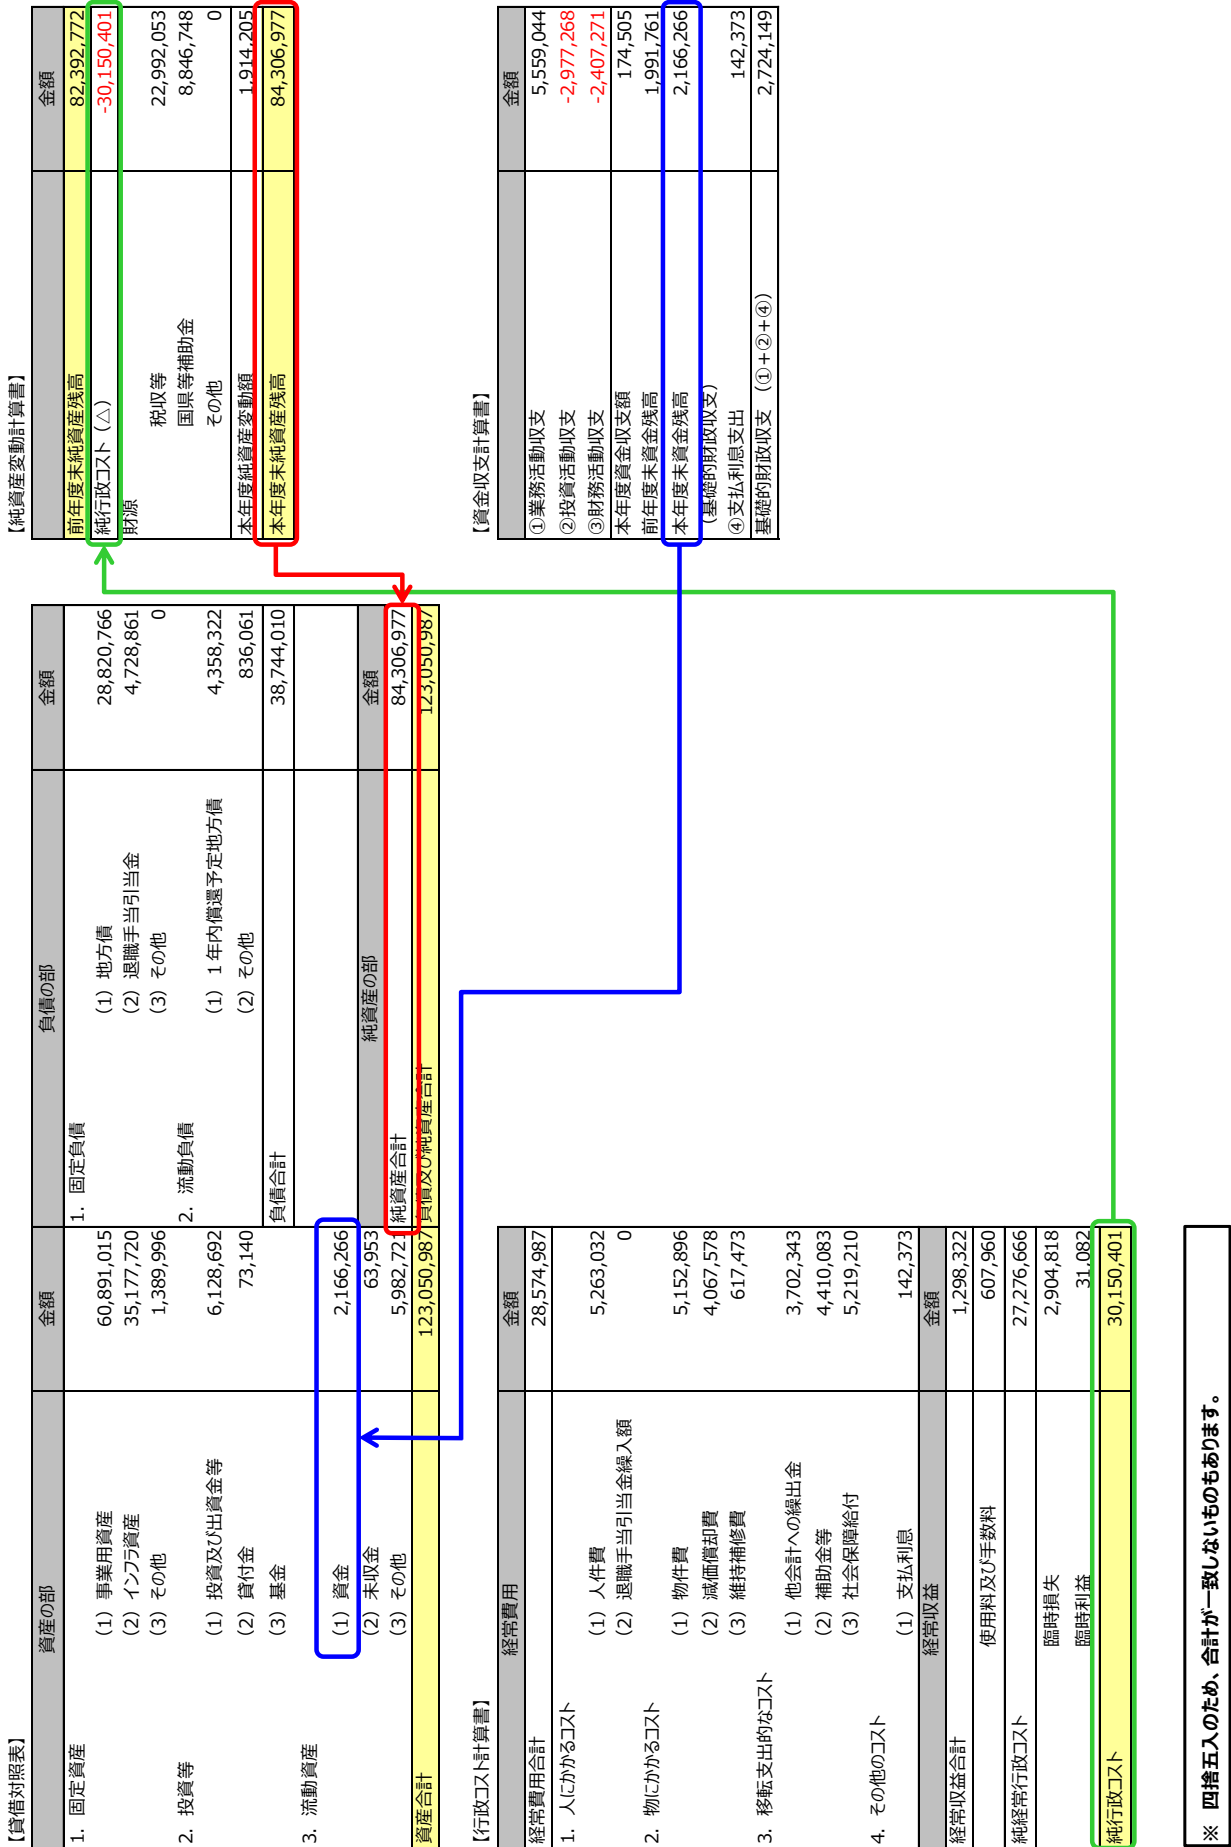 【貸借対照表】
資産の部 金額 負債の部 金額
1. 固定資産 1. 固定負債
(1) 事業用資産 60,891,015 (1) 地方債 28,820,766
(2) インフラ資産 35,177,720 (2) 退職手当引当金 4,728,861
(3) その他 1,389,996 (3) その他 0
2. 投資等 2. 流動負債
(1) 投資及び出資金等 6,128,692 (1) 1年内償還予定地方債 4,358,322
(2) 貸付金 73,140 (2) その他 836,061
(3) 基金 負債合計 38,744,010
3. 流動資産
(1) 資金 2,166,266
(2) 未収金 63,953 純資産の部 金額
(3) その他 5,982,721 純資産合計 84,306,977
資産合計 123,050,987 負債及び純資産合計 123,050,987
【行政コスト計算書】
経常費用 金額
経常費用合計 28,574,987
1. 人にかかるコスト
(1) 人件費 5,263,032
(2) 退職手当引当金繰入額 0
2. 物にかかるコスト
(1) 物件費 5,152,896
(2) 減価償却費 4,067,578
(3) 維持補修費 617,473
3. 移転支出的なコスト
(1) 他会計への繰出金 3,702,343
(2) 補助金等 4,410,083
(3) 社会保障給付 5,219,210
4. その他のコスト
(1) 支払利息 142,373
経常収益 金額
経常収益合計 1,298,322
使用料及び手数料 607,960
純経常行政コスト 27,276,666
臨時損失 2,904,818
臨時利益 31,082
純行政コスト 30,150,401
※ 四捨五入のため、合計が一致しないものもあります。
【純資産変動計算書】
金額
前年度末純資産残高 82,392,772
純行政コスト (△) -30,150,401
財源
税収等 22,992,053
国県等補助金 8,846,748
その他 0
本年度純資産変動額 1,914,205
本年度末純資産残高 84,306,977
【資金収支計算書】
金額
①業務活動収支 5,559,044
②投資活動収支 -2,977,268
③財務活動収支 -2,407,271
本年度資金収支額 174,505
前年度末資金残高 1,991,761
本年度末資金残高 2,166,266
(基礎的財政収支)
④支払利息支出 142,373
基礎的財政収支 (①+②+④) 2,724,149